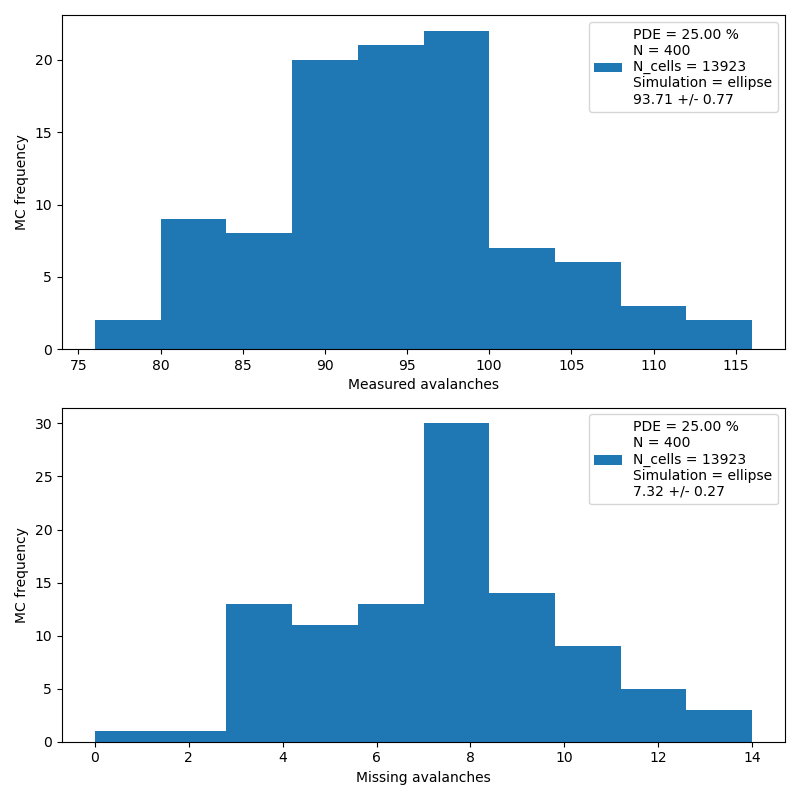 PDE = 25.00 %
N = 400
N_cells = 13923
Simulation = ellipse
93.71 +/- 0.77
MC frequency
20
15
10
5
0
75 80 85 90 95 100 105 110 115
Measured avalanches
PDE = 25.00 %
N = 400
N_cells = 13923
Simulation = ellipse
7.32 +/- 0.27
MC frequency
30
25
20
15
10
5
0
0 2 4 6 8 10 12 14
Missing avalanches